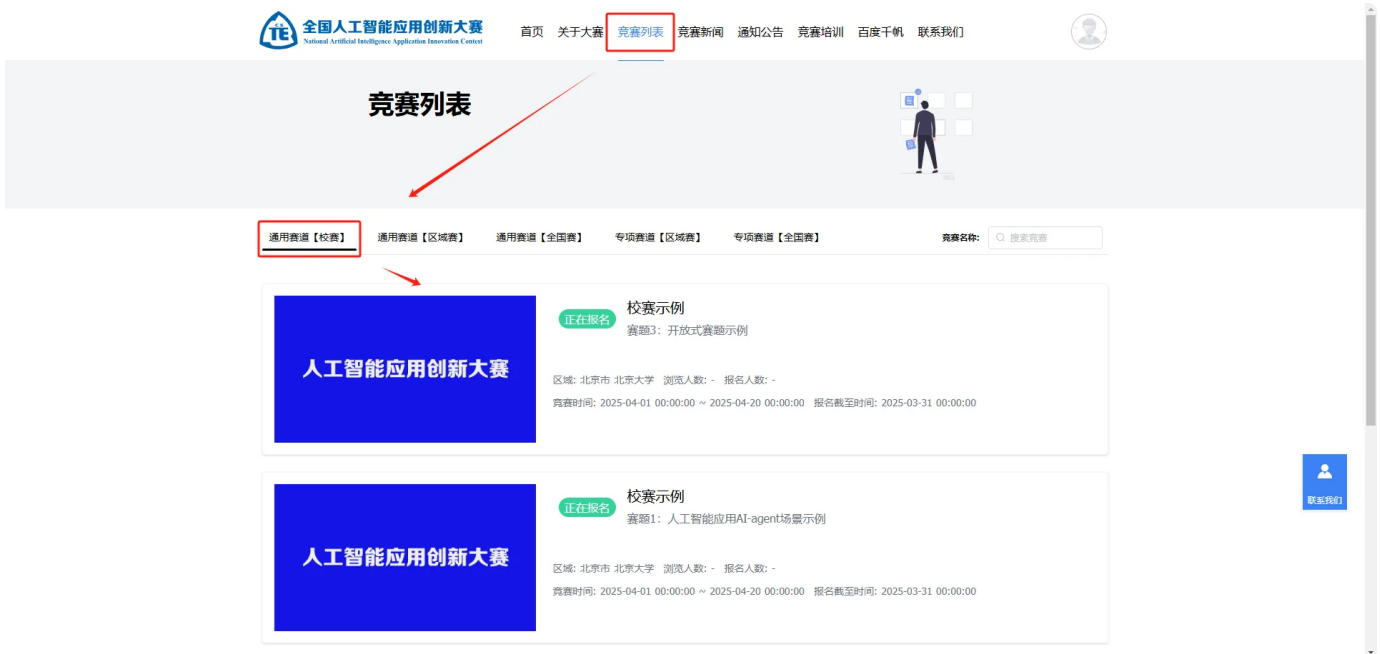 全国人工智能应用创新大赛
National Artificial Intelligence Application Innovation Contest
首页 关于大赛 竞赛列表 竞赛新闻 通知公告 竞赛培训 百度千帆 联系我们
竞赛列表
通用赛道【校赛】 通用赛道【区域赛】 通用赛道【全国赛】 专项赛道【区域赛】 专项赛道【全国赛】 竞赛名称: 搜索竞赛
人工智能应用创新大赛
正在报名
校赛示例
赛题3：开放式赛题示例
区域: 北京市 北京大学 浏览人数: - 报名人数: -
竞赛时间: 2025-04-01 00:00:00 ~ 2025-04-20 00:00:00 报名截至时间: 2025-03-31 00:00:00
联系我们
人工智能应用创新大赛
正在报名
校赛示例
赛题1：人工智能应用AI-agent场景示例
区域: 北京市 北京大学 浏览人数: - 报名人数: -
竞赛时间: 2025-04-01 00:00:00 ~ 2025-04-20 00:00:00 报名截至时间: 2025-03-31 00:00:00